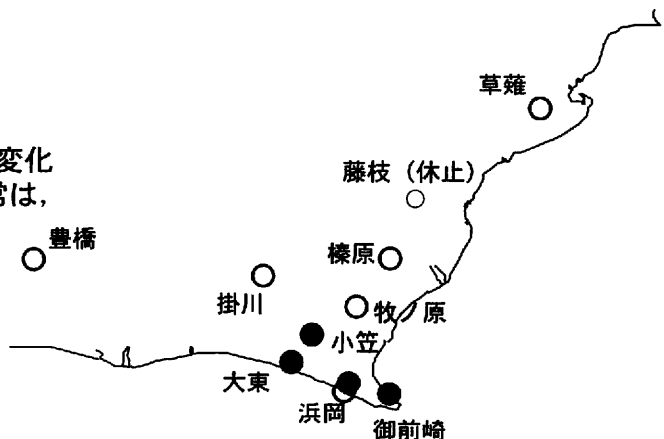 草薙
変化
常は,
藤枝（休止）
豊橋
榛原
掛川
牧ノ原
小笠
大東
浜岡
御前崎